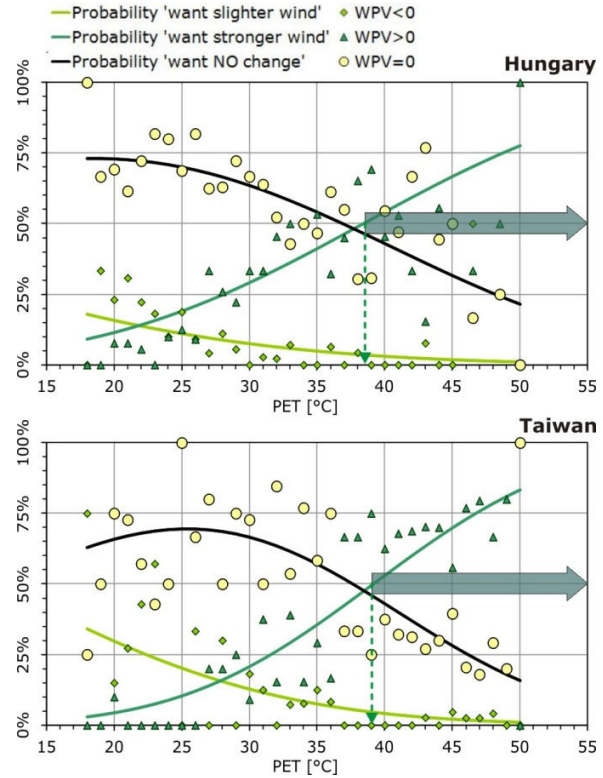 Probability 'want slighter wind' WPV<0
Probability 'want stronger wind' WPV>0
Probability 'want NO change' WPV=0
Hungary
100%
75%
50%
25%
0%
15 20 25 30 35 40 45 50 55
PET [°C]
Taiwan
100%
75%
50%
25%
0%
15 20 25 30 35 40 45 50 55
PET [°C]